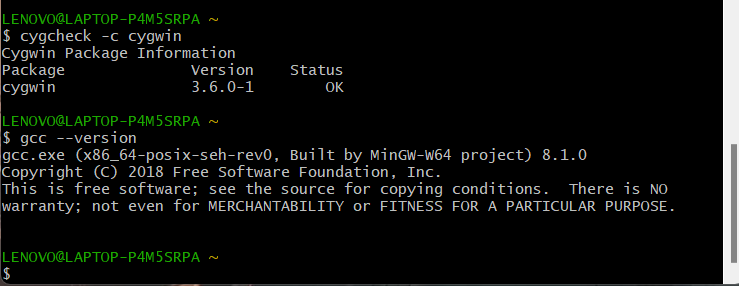 LENOVO@LAPTOP-P4M5SRPA ~
$ cygcheck -c cygwin
Cygwin Package Information
Package              Version    Status
cygwin               3.6.0-1        OK
LENOVO@LAPTOP-P4M5SRPA ~
$ gcc --version
gcc.exe (x86_64-posix-seh-rev0, Built by MinGW-W64 project) 8.1.0
Copyright (C) 2018 Free Software Foundation, Inc.
This is free software; see the source for copying conditions.  There is NO
warranty; not even for MERCHANTABILITY or FITNESS FOR A PARTICULAR PURPOSE.
LENOVO@LAPTOP-P4M5SRPA ~
$